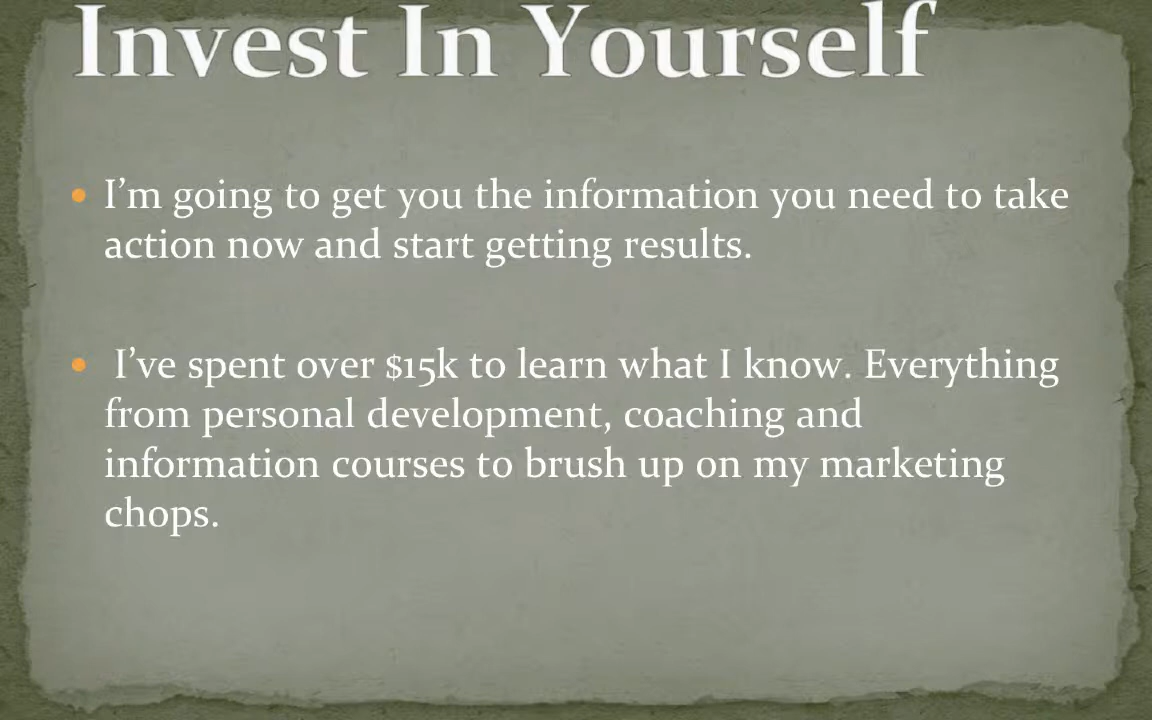 Invest In Yourself
I’m going to get you the information you need to take
action now and start getting results.
I’ve spent over $15k to learn what I know. Everything
from personal development, coaching and
information courses to brush up on my marketing
chops.